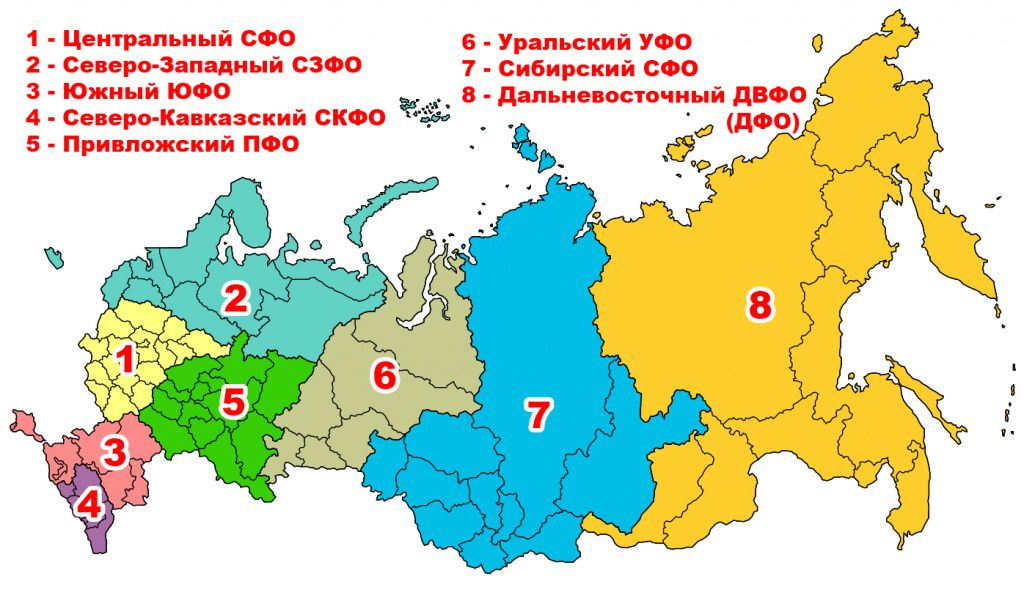 1 - Центральный СФО
2 - Северо-Западный СЗФО
3 - Южный ЮФО
4 - Северо-Кавказский СКФО
5 - Привложский ПФО
6 - Уральский УФО
7 - Сибирский СФО
8 - Дальневосточный ДВФО
(ДФО)
2
8
1
6
5
7
3
4